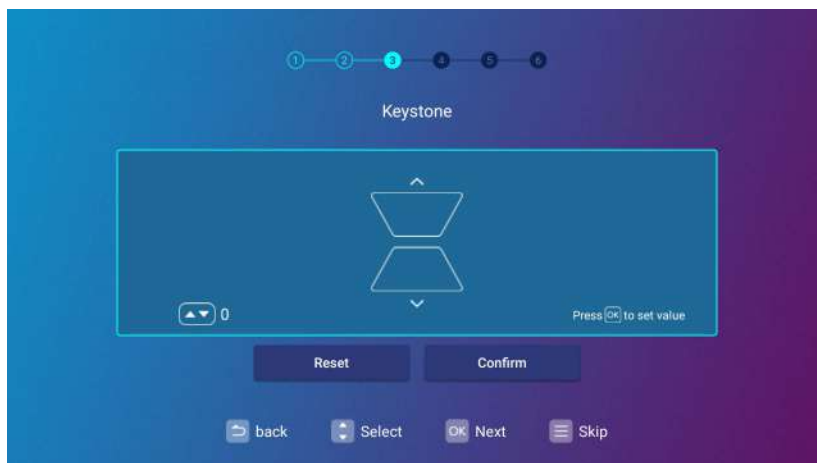 1 2 3 4 5 6
Keystone
0
Press OK to set value
Reset Confirm
back Select OK Next Skip